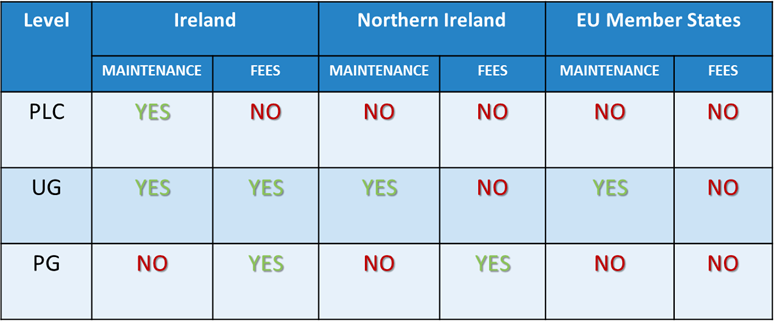 Level Ireland Northern Ireland EU Member States
MAINTENANCE FEES MAINTENANCE FEES MAINTENANCE FEES
PLC YES NO NO NO NO NO
UG YES YES YES NO YES NO
PG NO YES NO YES NO NO